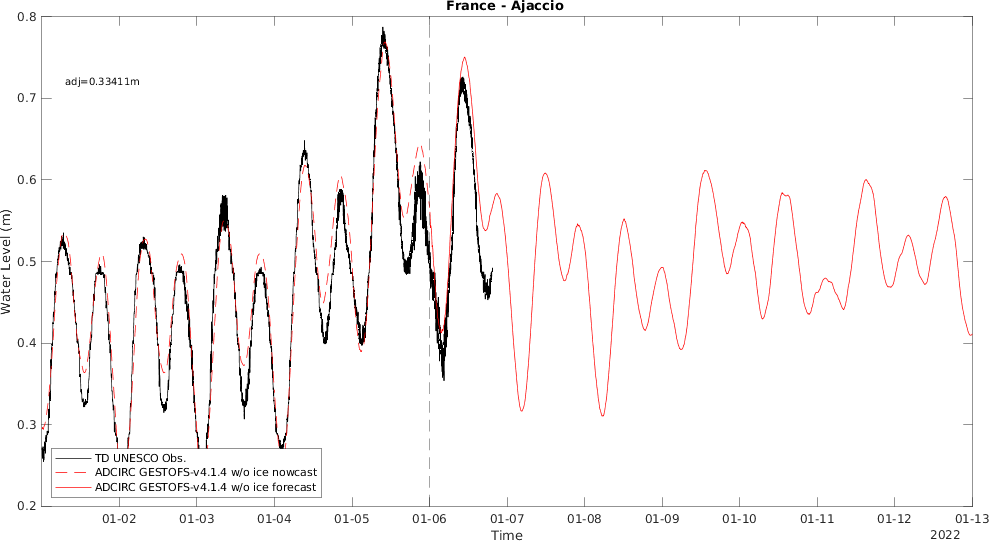 France - Ajaccio
0.8
0.7
0.6
0.5
0.4
0.3
0.2
Water Level (m)
adj=0.33411m
TD UNESCO Obs.
ADCIRC GESTOFS-v4.1.4 w/o ice nowcast
ADCIRC GESTOFS-v4.1.4 w/o ice forecast
01-02 01-03 01-04 01-05 01-06 01-07 01-08 01-09 01-10 01-11 01-12 01-13
Time
2022